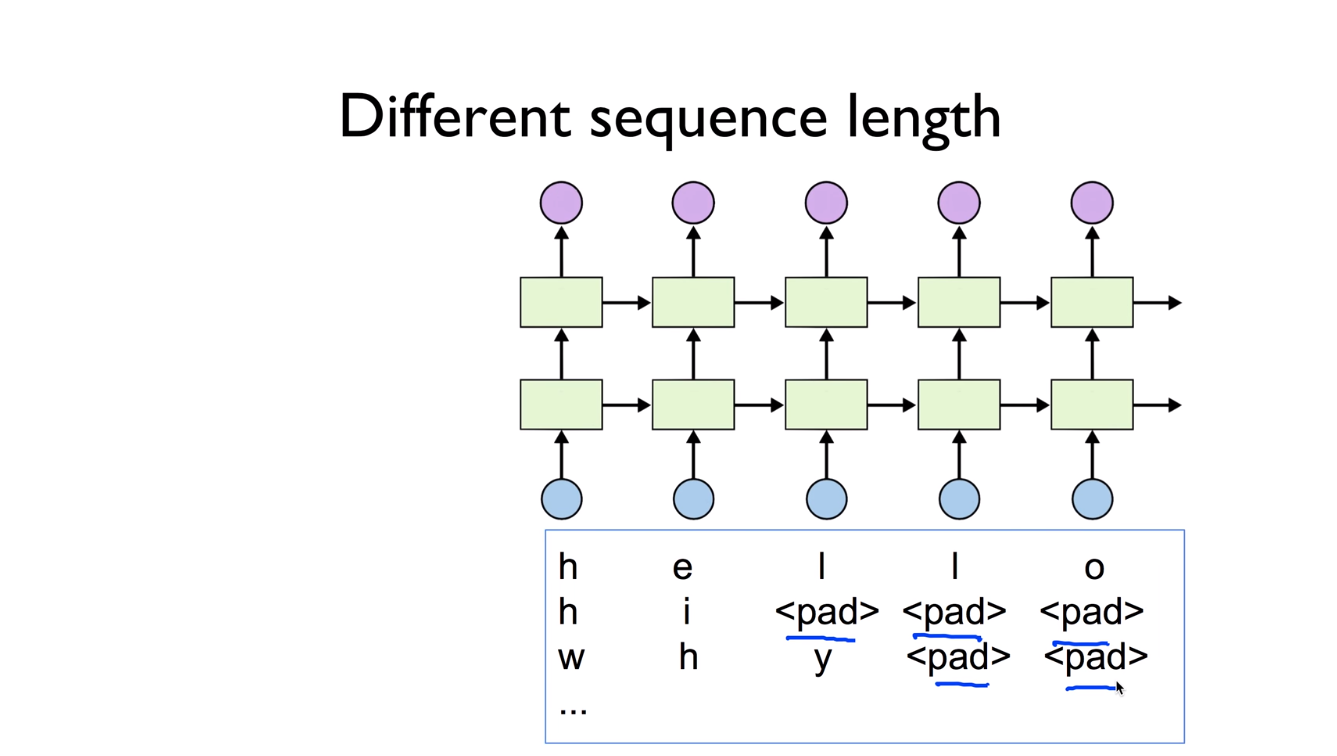 Different sequence length
h e l l o
h i <pad> <pad> <pad>
w h y <pad> <pad>
...